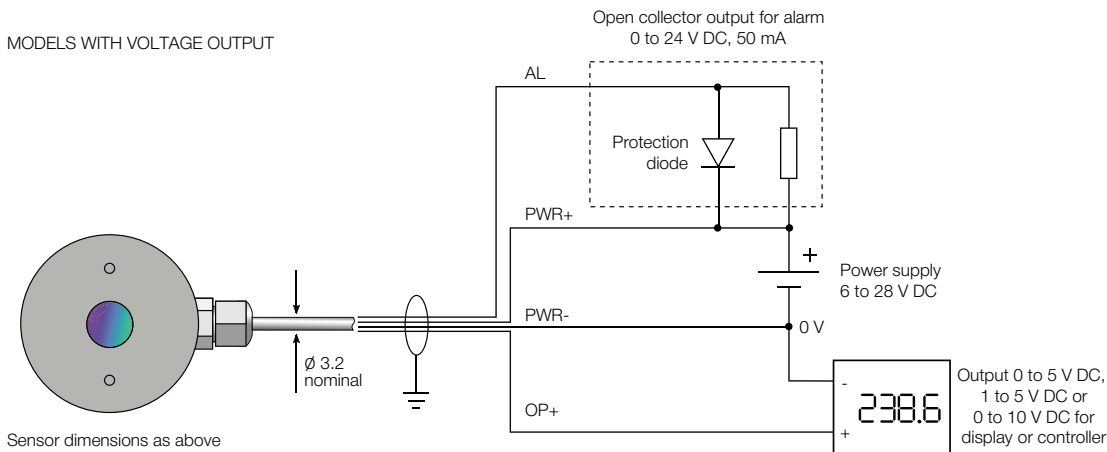 MODELS WITH VOLTAGE OUTPUT
Open collector output for alarm
0 to 24 V DC, 50 mA
AL
Protection
diode
PWR+
+
Power supply
6 to 28 V DC
PWR-
0 V
Ø 3.2
nominal
OP+
-
+
238.6
Output 0 to 5 V DC,
1 to 5 V DC or
0 to 10 V DC for
display or controller
Sensor dimensions as above